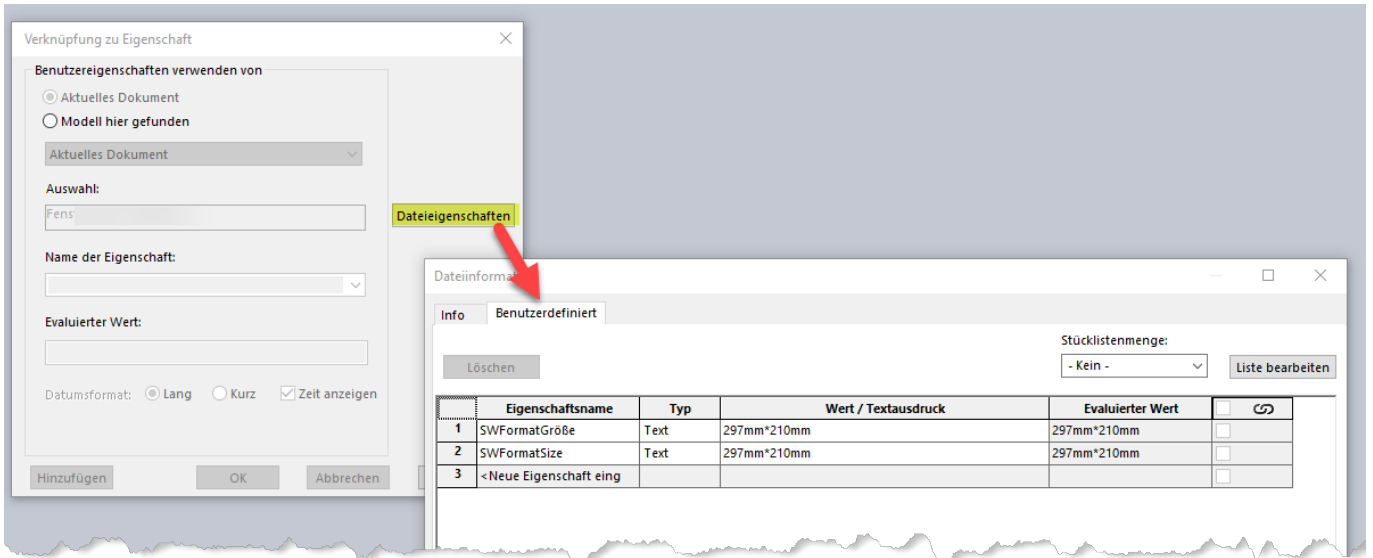 Verknüpfung zu Eigenschaft
Benutzereigenschaften verwenden von
Aktuelles Dokument
Modell hier gefunden
Aktuelles Dokument
Auswahl:
Dateieigenschaften
Name der Eigenschaft:
Evaluierter Wert:
Datumsformat: Lang Kurz Zeit anzeigen
Hinzufügen OK Abbrechen
Info Benutzerdefiniert
Stücklistenmenge:
Löschen - Kein - Liste bearbeiten
Eigenschaftsname Typ Wert / Textausdruck Evaluierter Wert
1 SWFormatGröße Text 297mm*210mm 297mm*210mm
2 SWFormatSize Text 297mm*210mm 297mm*210mm
3 <Neue Eigenschaft eing